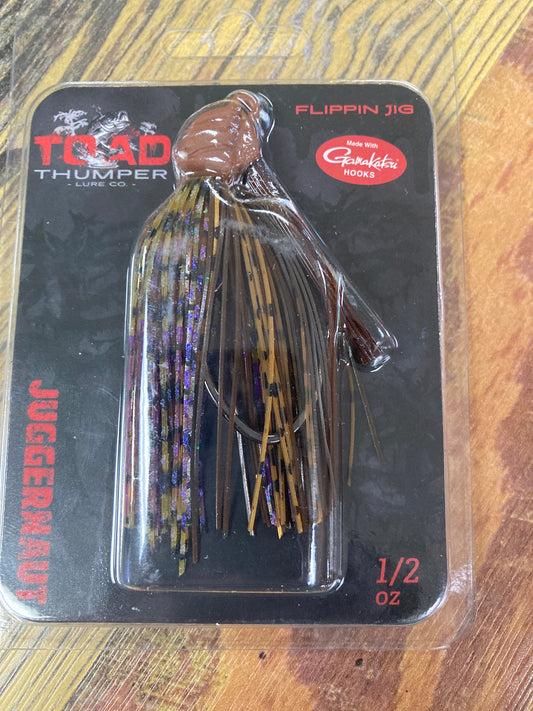 FLIPPIN JIG
TOAD
THUMPER
- LURE CO. -
Made With
Gamakatsu
HOOKS
JUGGERNAUT
1/2
OZ